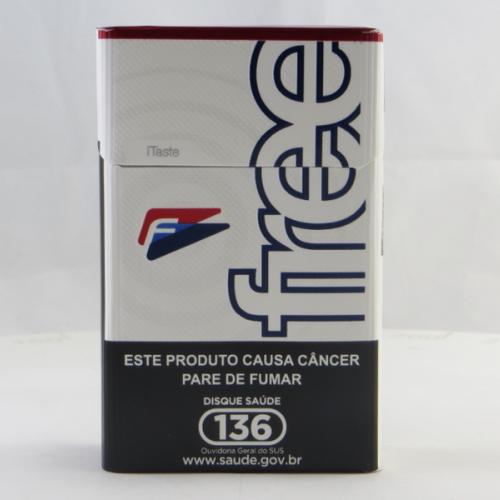 iTaste
free
F
ESTE PRODUTO CAUSA CÂNCER
PARE DE FUMAR
DISQUE SAÚDE
136
Ouvidoria Geral do SUS
www.saude.gov.br